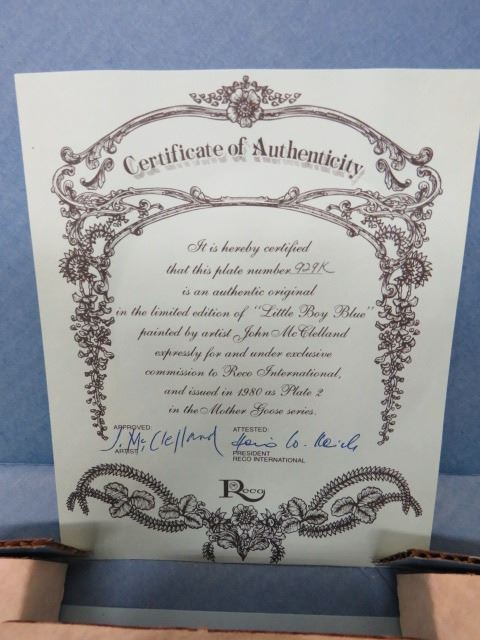 Certificate of Authenticity
It is hereby certified
that this plate number 929K
is an authentic original
in the limited edition of "Little Boy Blue"
painted by artist John McClelland
expressly for and under exclusive
commission to Reco International,
and issued in 1980 as Plate 2
in the Mother Goose series.
APPROVED: ATTESTED:
J. McClelland
ARTIST PRESIDENT
RECO INTERNATIONAL
Reco